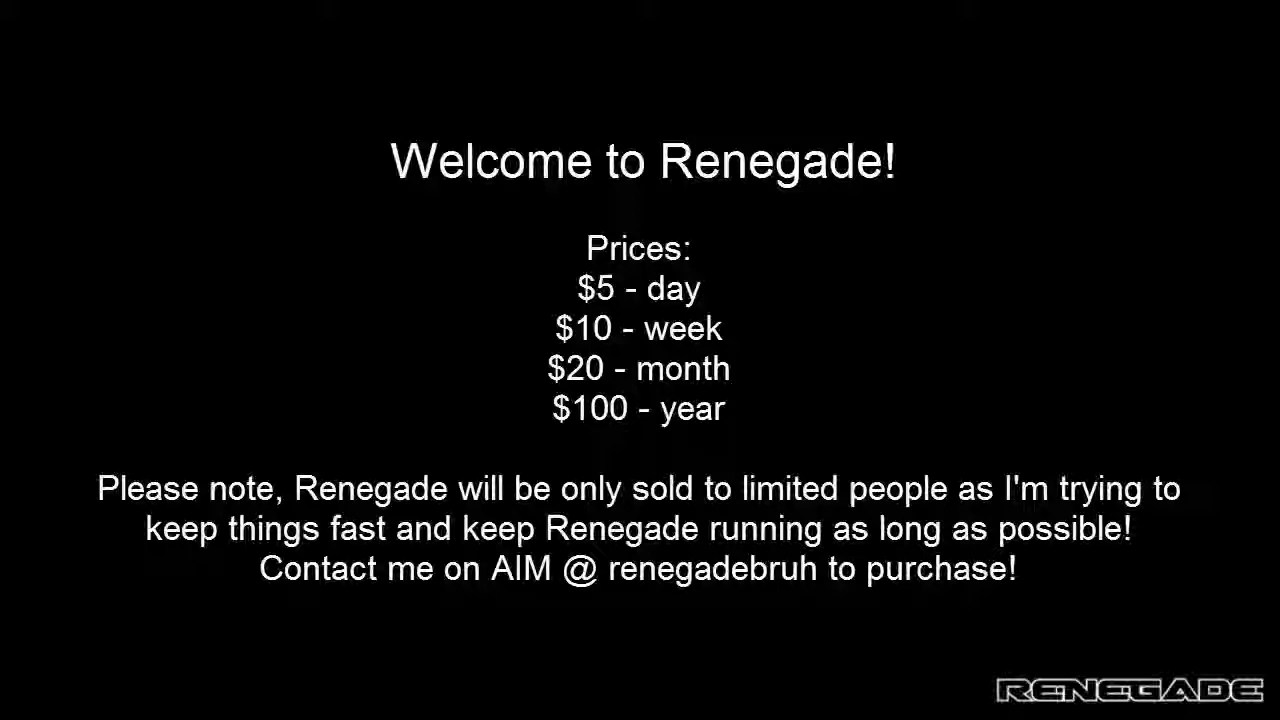 Welcome to Renegade!
Prices:
$5 - day
$10 - week
$20 - month
$100 - year
Please note, Renegade will be only sold to limited people as I'm trying to
keep things fast and keep Renegade running as long as possible!
Contact me on AIM @ renegadebruh to purchase!
RENEGADE